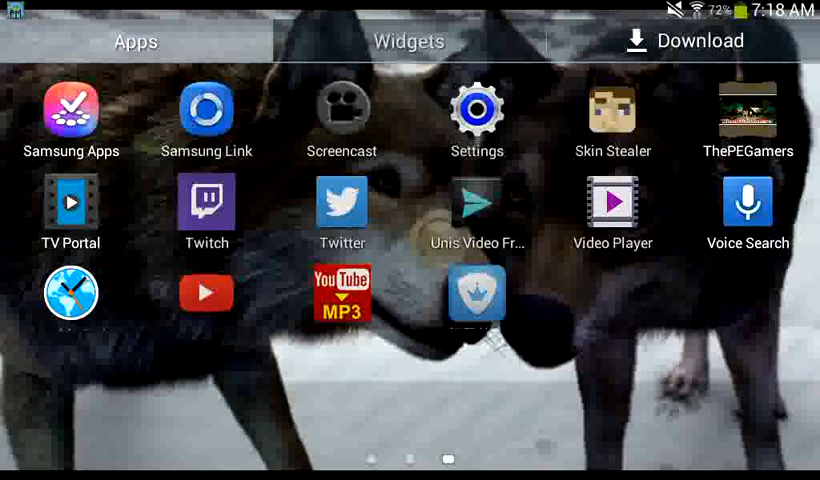 72% 7:18 AM
Apps Widgets Download
Samsung Apps Samsung Link Screencast Settings Skin Stealer ThePEGamers
TV Portal Twitch Twitter Unis Video Fr... Video Player Voice Search
YouTube
MP3